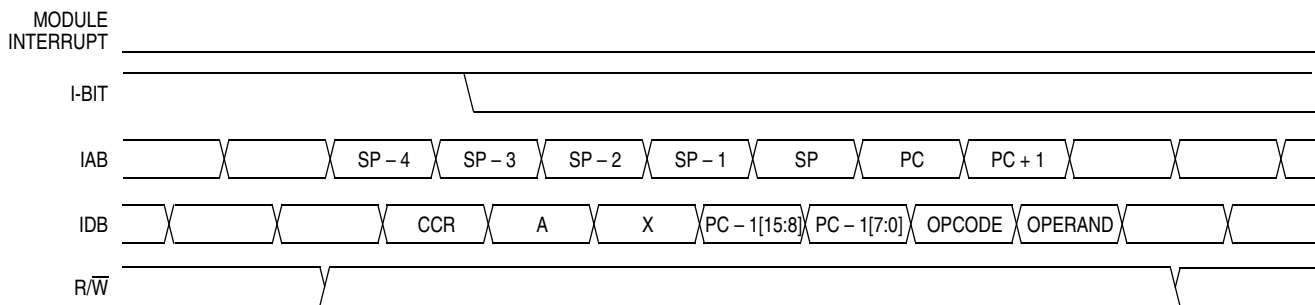 MODULE
INTERRUPT
I-BIT
IAB SP – 4 SP – 3 SP – 2 SP – 1 SP PC PC + 1
IDB CCR A X PC – 1[15:8] PC – 1[7:0] OPCODE OPERAND
R/W̅